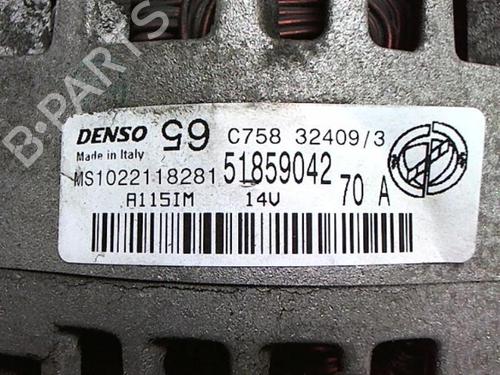 DENSO 65 C758 32409/3
Made in Italy
MS1022118281 51859042
A115IM 14V 70 A
B-PARTS